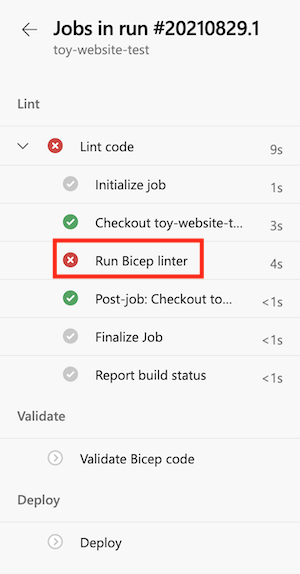 Jobs in run #20210829.1
toy-website-test
Lint
Lint code 9s
Initialize job 1s
Checkout toy-website-t... 3s
Run Bicep linter 4s
Post-job: Checkout to... <1s
Finalize Job <1s
Report build status <1s
Validate
Validate Bicep code
Deploy
Deploy